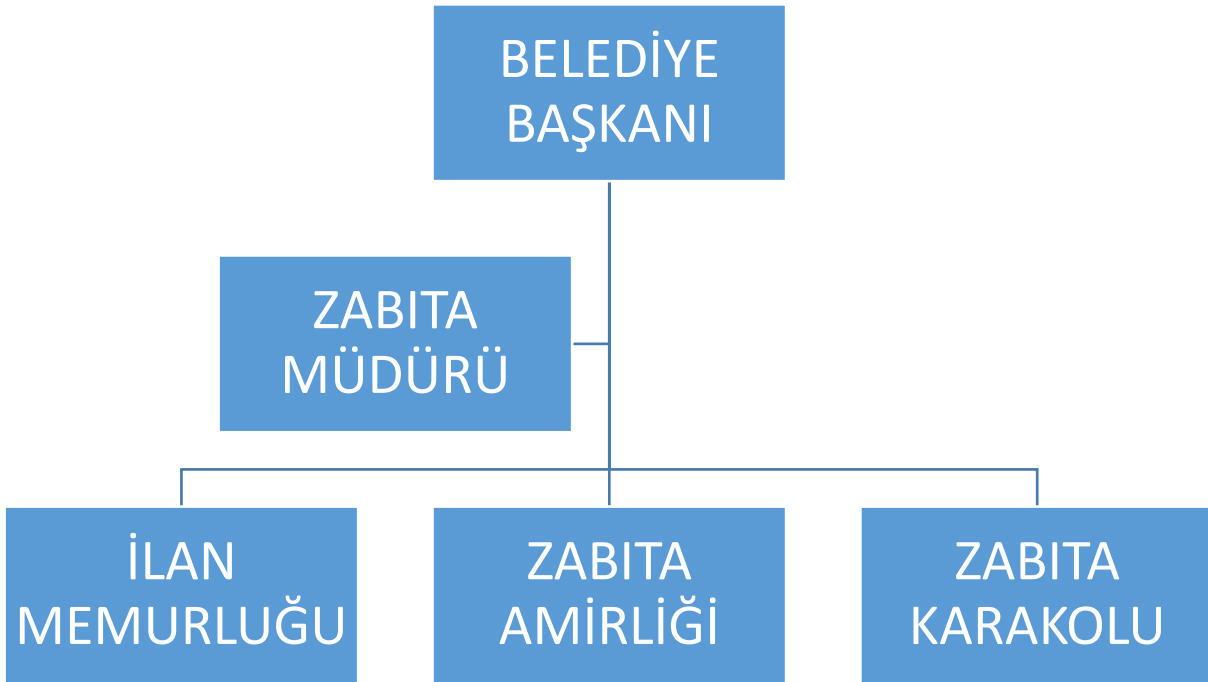 BELEDİYE
BAŞKANI
ZABITA
MÜDÜRÜ
İLAN
MEMURLUĞU
ZABITA
AMİRLİĞİ
ZABITA
KARAKOLU